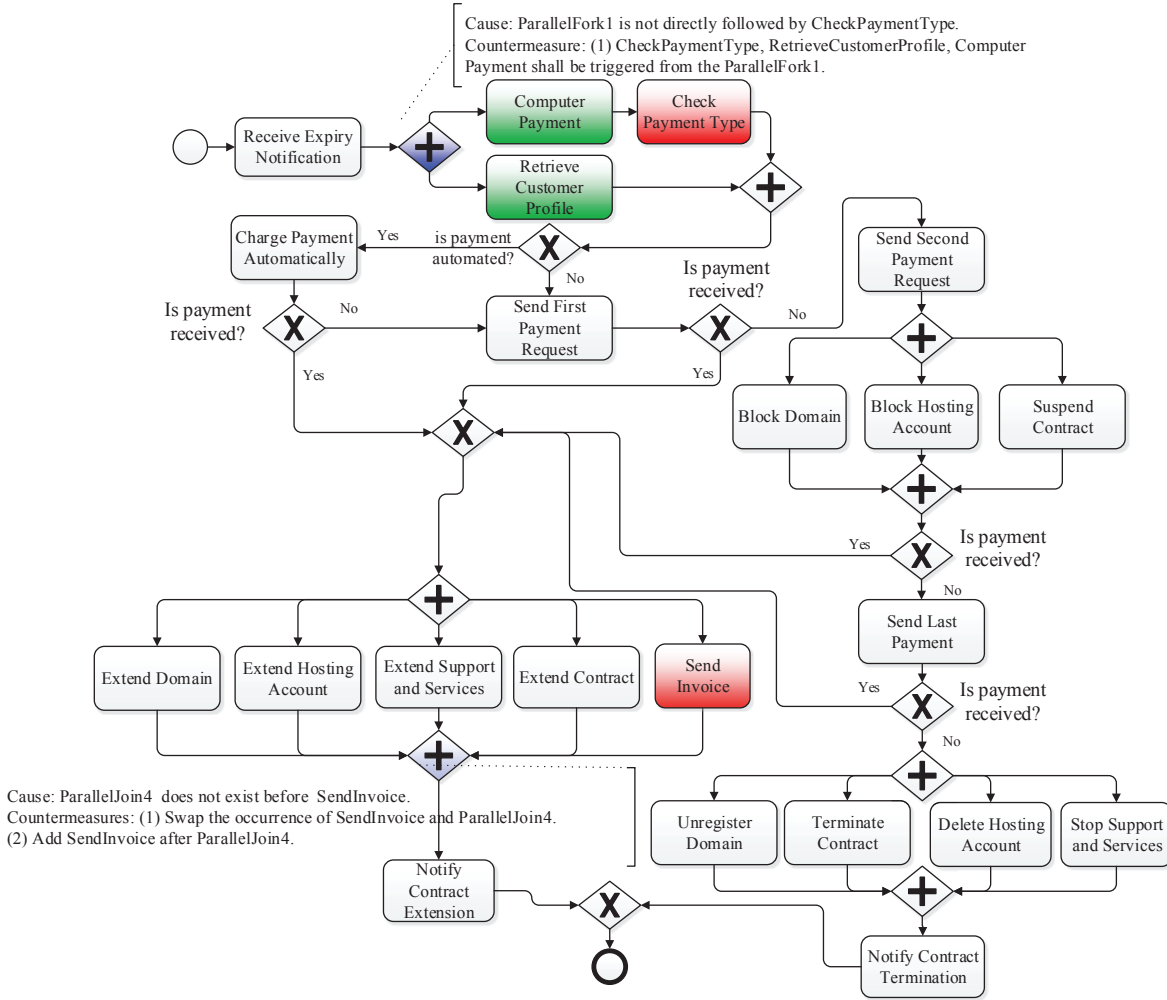 Cause: ParallelFork1 is not directly followed by CheckPaymentType.
Countermeasure: (1) CheckPaymentType, RetrieveCustomerProfile, Computer
Payment shall be triggered from the ParallelFork1.
Computer
Payment
Check
Payment Type
Receive Expiry
Notification
Retrieve
Customer
Profile
Charge Payment
Automatically
Yes
is payment
automated?
No
Send Second
Payment
Request
Is payment
received?
Is payment
received?
No
Send First
Payment
Request
No
Yes
Yes
Block Domain
Block Hosting
Account
Suspend
Contract
Yes
Is payment
received?
No
Send Last
Payment
Extend Domain
Extend Hosting
Account
Extend Support
and Services
Extend Contract
Send
Invoice
Yes
Is payment
received?
No
Cause: ParallelJoin4 does not exist before SendInvoice.
Countermeasures: (1) Swap the occurrence of SendInvoice and ParallelJoin4.
(2) Add SendInvoice after ParallelJoin4.
Unregister
Domain
Terminate
Contract
Delete Hosting
Account
Stop Support
and Services
Notify
Contract
Extension
Notify Contract
Termination